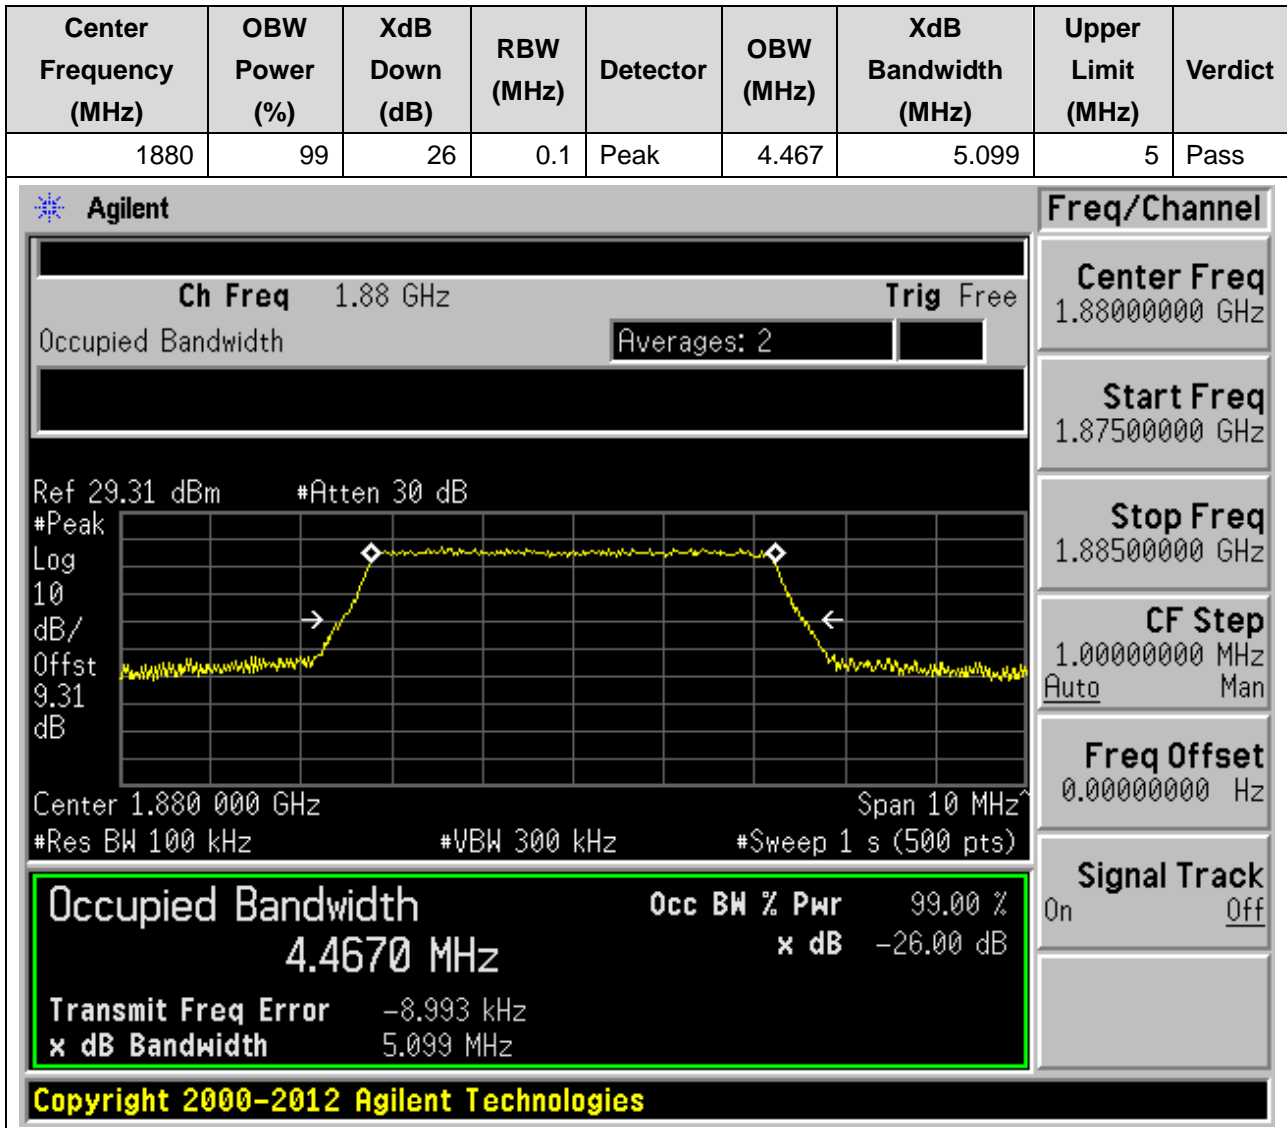 Center Frequency (MHz) OBW Power (%) XdB Down (dB) RBW (MHz) Detector OBW (MHz) XdB Bandwidth (MHz) Upper Limit (MHz) Verdict
1880 99 26 0.1 Peak 4.467 5.099 5 Pass
Agilent
Freq/Channel
Ch Freq 1.88 GHz Trig Free
Occupied Bandwidth Averages: 2
Center Freq
1.88000000 GHz
Start Freq
1.87500000 GHz
Stop Freq
1.88500000 GHz
CF Step
1.00000000 MHz
Auto Man
Freq Offset
0.00000000 Hz
Signal Track
On Off
Ref 29.31 dBm #Atten 30 dB
#Peak
Log
10
dB/
Offst
9.31
dB
Center 1.880 000 GHz Span 10 MHz^
#Res BW 100 kHz #VBW 300 kHz #Sweep 1 s (500 pts)
Occupied Bandwidth Occ BW % Pwr 99.00 %
4.4670 MHz x dB -26.00 dB
Transmit Freq Error -8.993 kHz
x dB Bandwidth 5.099 MHz
Copyright 2000-2012 Agilent Technologies